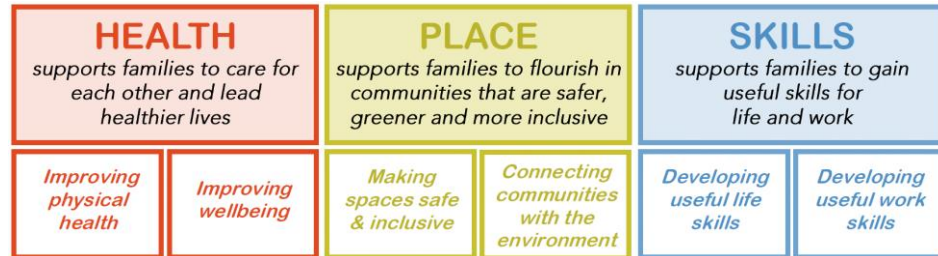 HEALTH
supports families to care for
each other and lead
healthier lives
PLACE
supports families to flourish in
communities that are safer,
greener and more inclusive
SKILLS
supports families to gain
useful skills for
life and work
Improving
physical
health
Improving
wellbeing
Making
spaces safe
& inclusive
Connecting
communities
with the
environment
Developing
useful life
skills
Developing
useful work
skills